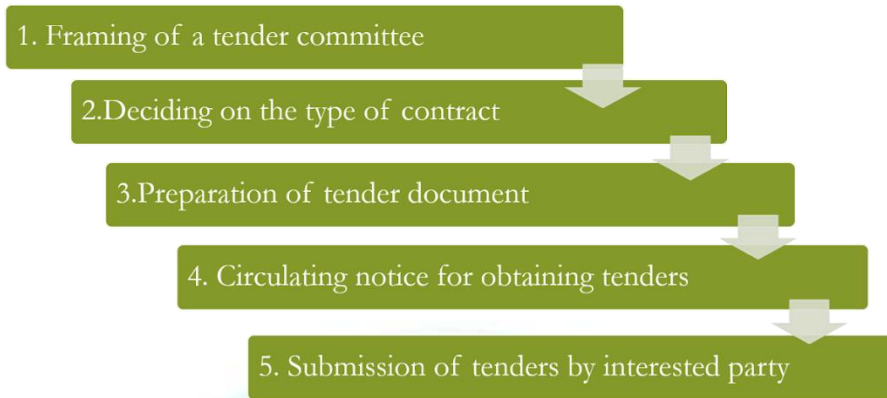 1. Framing of a tender committee
2.Deciding on the type of contract
3.Preparation of tender document
4. Circulating notice for obtaining tenders
5. Submission of tenders by interested party